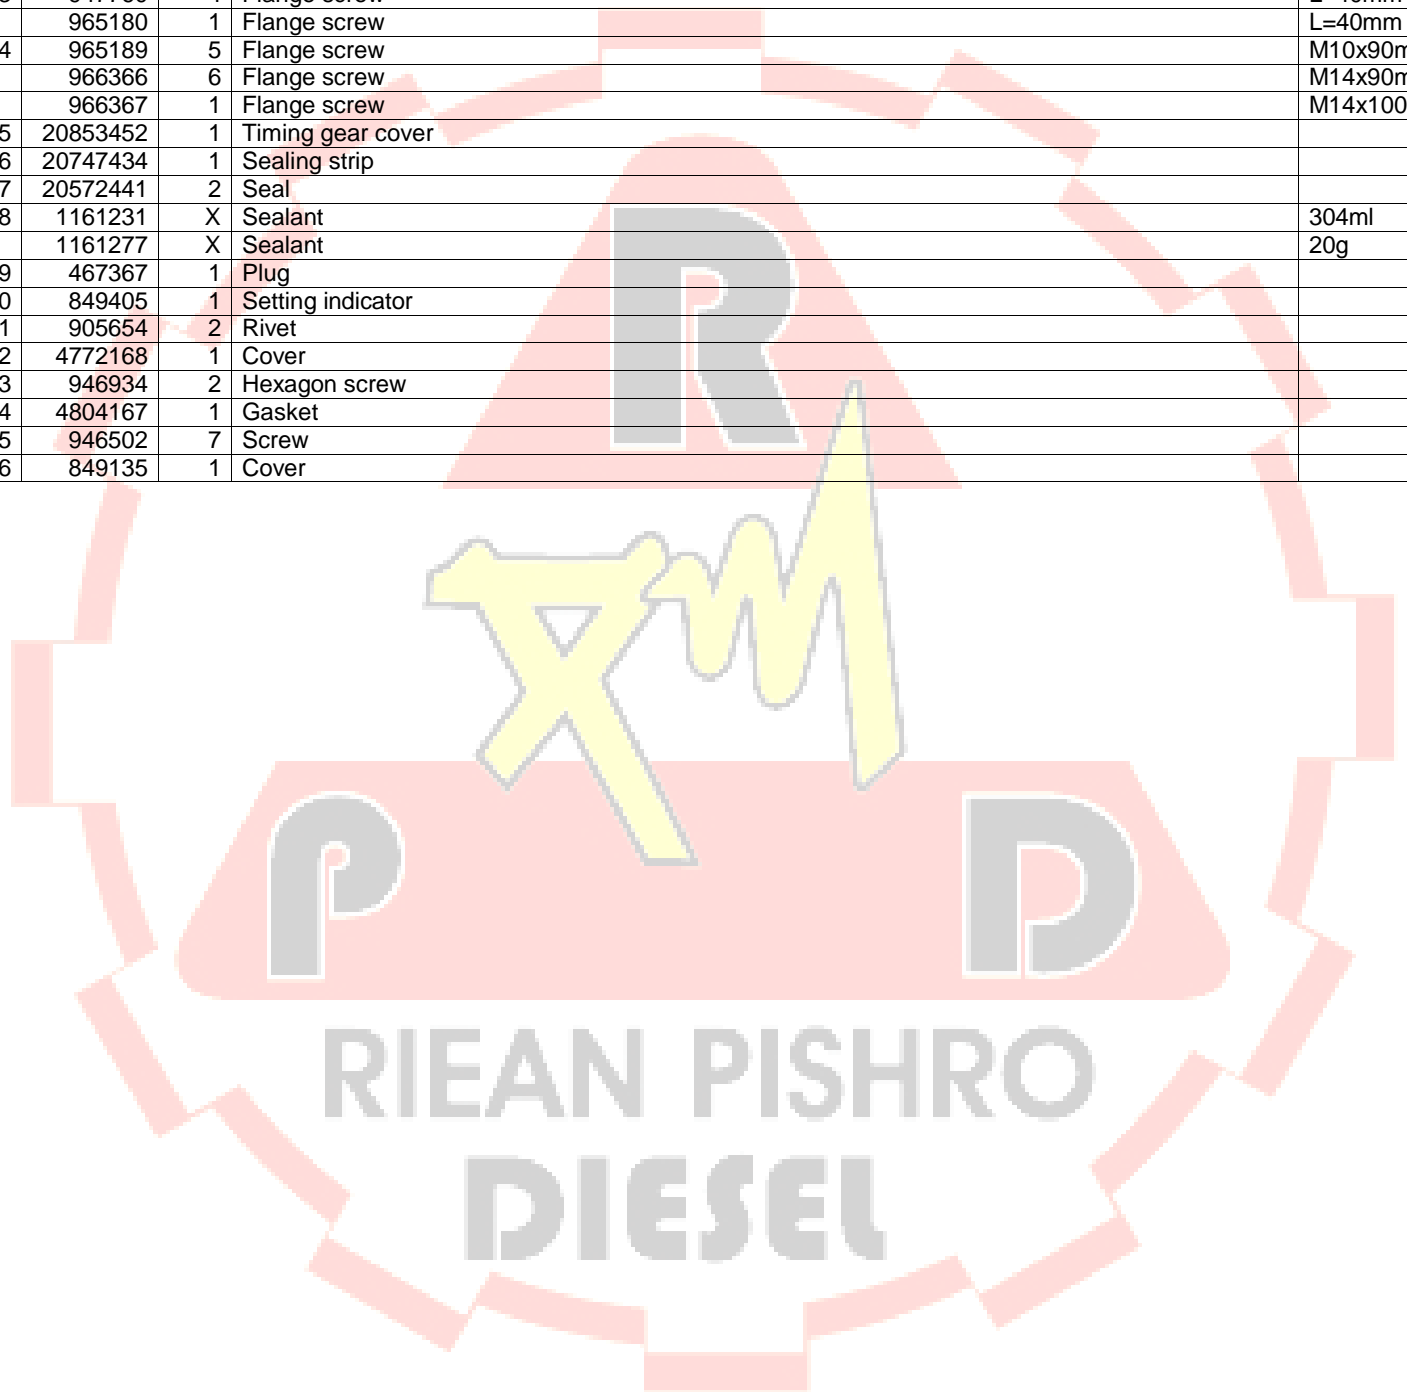 965180 1 Flange screw L=40mm
4 965189 5 Flange screw M10x90m
966366 6 Flange screw M14x90m
966367 1 Flange screw M14x100
5 20853452 1 Timing gear cover
6 20747434 1 Sealing strip
7 20572441 2 Seal
8 1161231 X Sealant 304ml
1161277 X Sealant 20g
9 467367 1 Plug
0 849405 1 Setting indicator
1 905654 2 Rivet
2 4772168 1 Cover
3 946934 2 Hexagon screw
4 4804167 1 Gasket
5 946502 7 Screw
6 849135 1 Cover
R
P D
RIEAN PISHRO
DIESEL